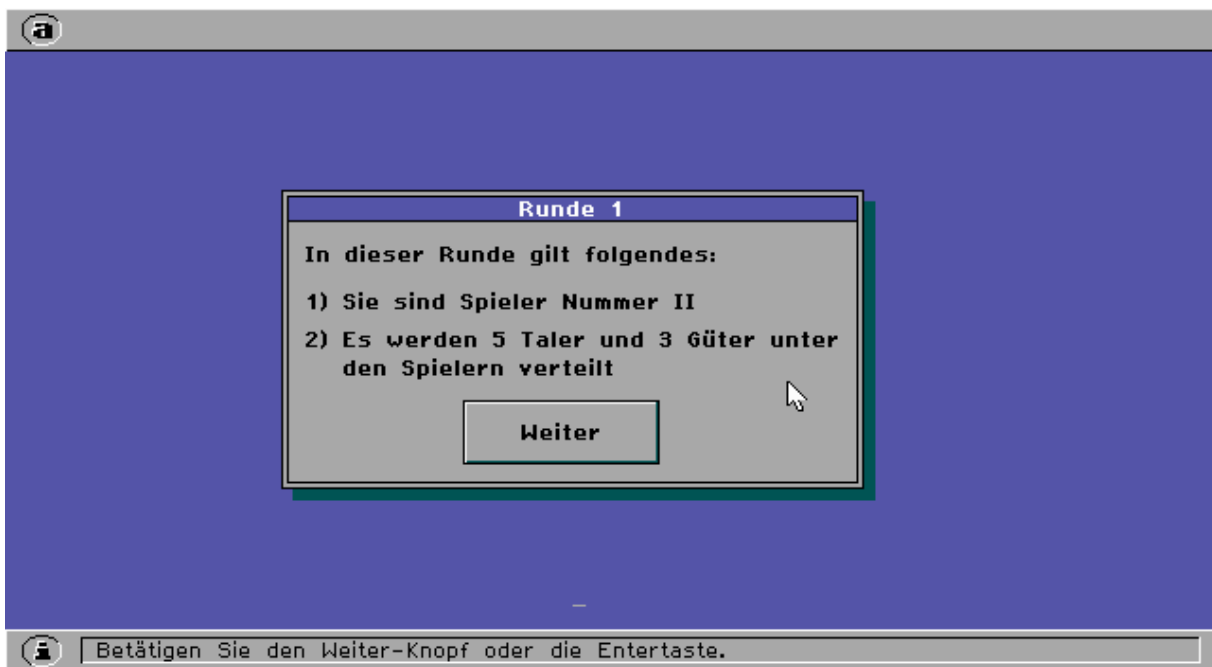 a
Runde 1
In dieser Runde gilt folgendes:
1) Sie sind Spieler Nummer II
2) Es werden 5 Taler und 3 Güter unter
den Spielern verteilt
Weiter
i Betätigen Sie den Weiter-Knopf oder die Entertaste.